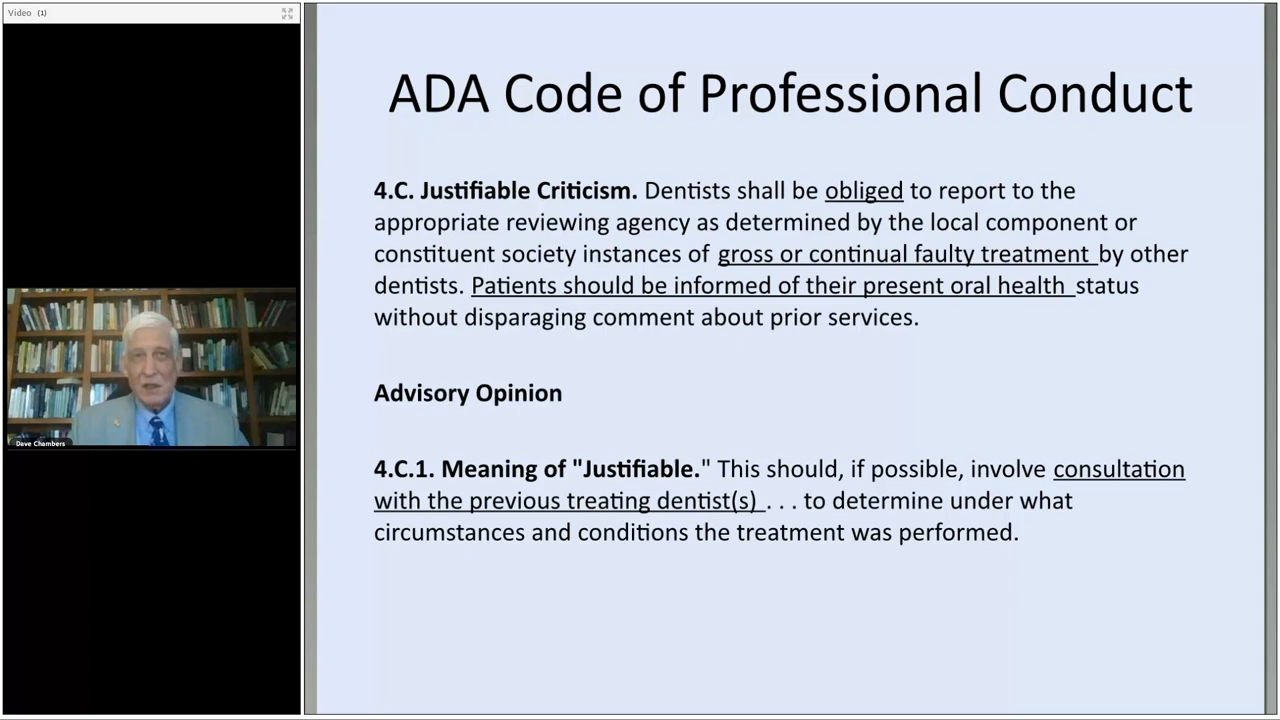 Video (1)
ADA Code of Professional Conduct
4.C. Justifiable Criticism. Dentists shall be obliged to report to the
appropriate reviewing agency as determined by the local component or
constituent society instances of gross or continual faulty treatment by other
dentists. Patients should be informed of their present oral health status
without disparaging comment about prior services.
Dave Chambers
Advisory Opinion
4.C.1. Meaning of "Justifiable." This should, if possible, involve consultation
with the previous treating dentist(s) . . . to determine under what
circumstances and conditions the treatment was performed.